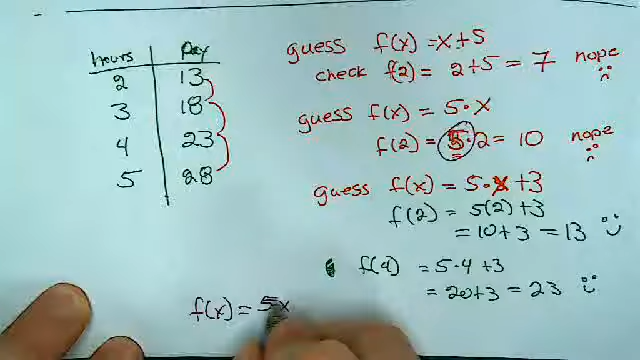 hours pay
2 13
3 18
4 23
5 28
guess f(x) = x+5
check f(2) = 2+5 = 7 nope
guess f(x) = 5·x
f(2) = 5·2 = 10 nope
guess f(x) = 5·x+3
f(2) = 5(2)+3
= 10+3 = 13
f(4) = 5·4+3
= 20+3 = 23
f(x) = 5x